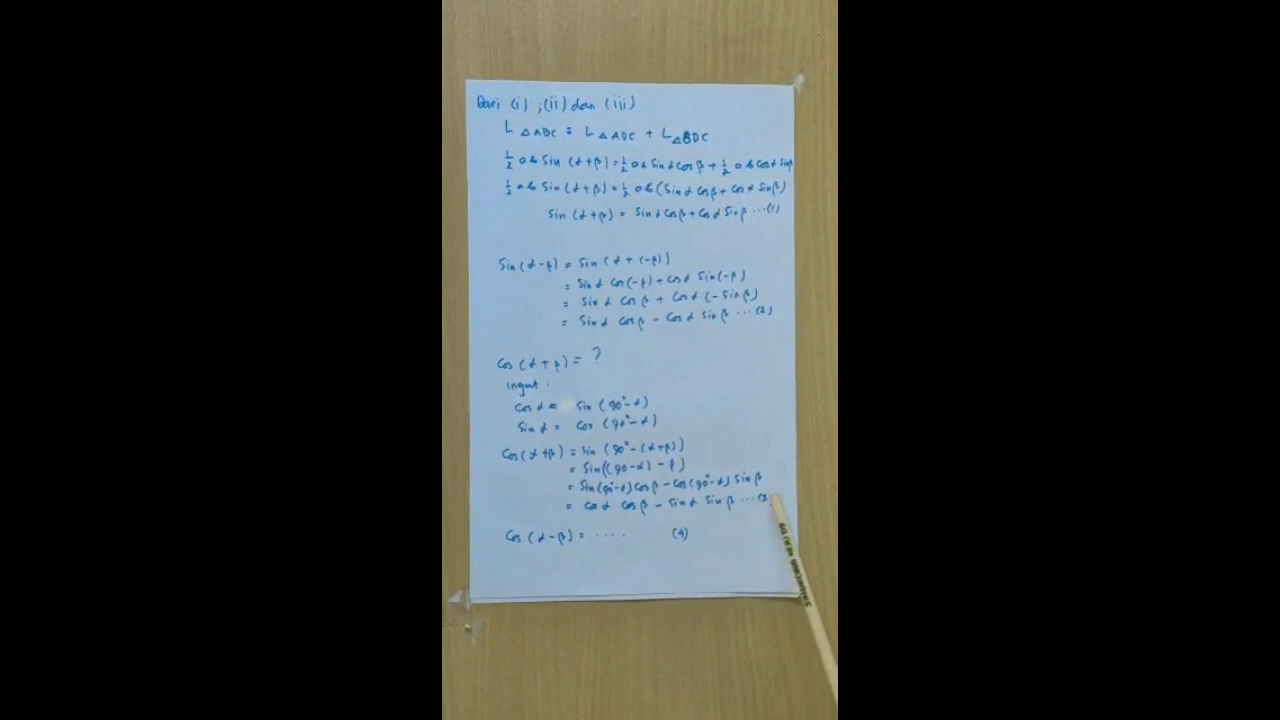 Dari (i) ; (ii) dan (iii)
L△ABC = L△ADC + L△BDC
½ ab Sin (α+β) = ½ ab Sin α Cos β + ½ ab Cos α Sin β
½ ab Sin (α+β) = ½ ab (Sin α Cos β + Cos α Sin β)
Sin (α+β) = Sin α Cos β + Cos α Sin β ...(1)
Sin (α-β) = Sin (α + (-β))
= Sin α Cos (-β) + Cos α Sin (-β)
= Sin α Cos β + Cos α (- Sin β)
= Sin α Cos β - Cos α Sin β ...(2)
Cos (α+β) = ?
ingat :
Cos α = Sin (90°-α)
Sin α = Cos (90°-α)
Cos (α+β) = Sin (90° - (α+β))
= Sin ((90-α) - β)
= Sin (90°-α) Cos β - Cos (90°-α) Sin β
= Cos α Cos β - Sin α Sin β ...(3)
Cos (α-β) = .... (4)